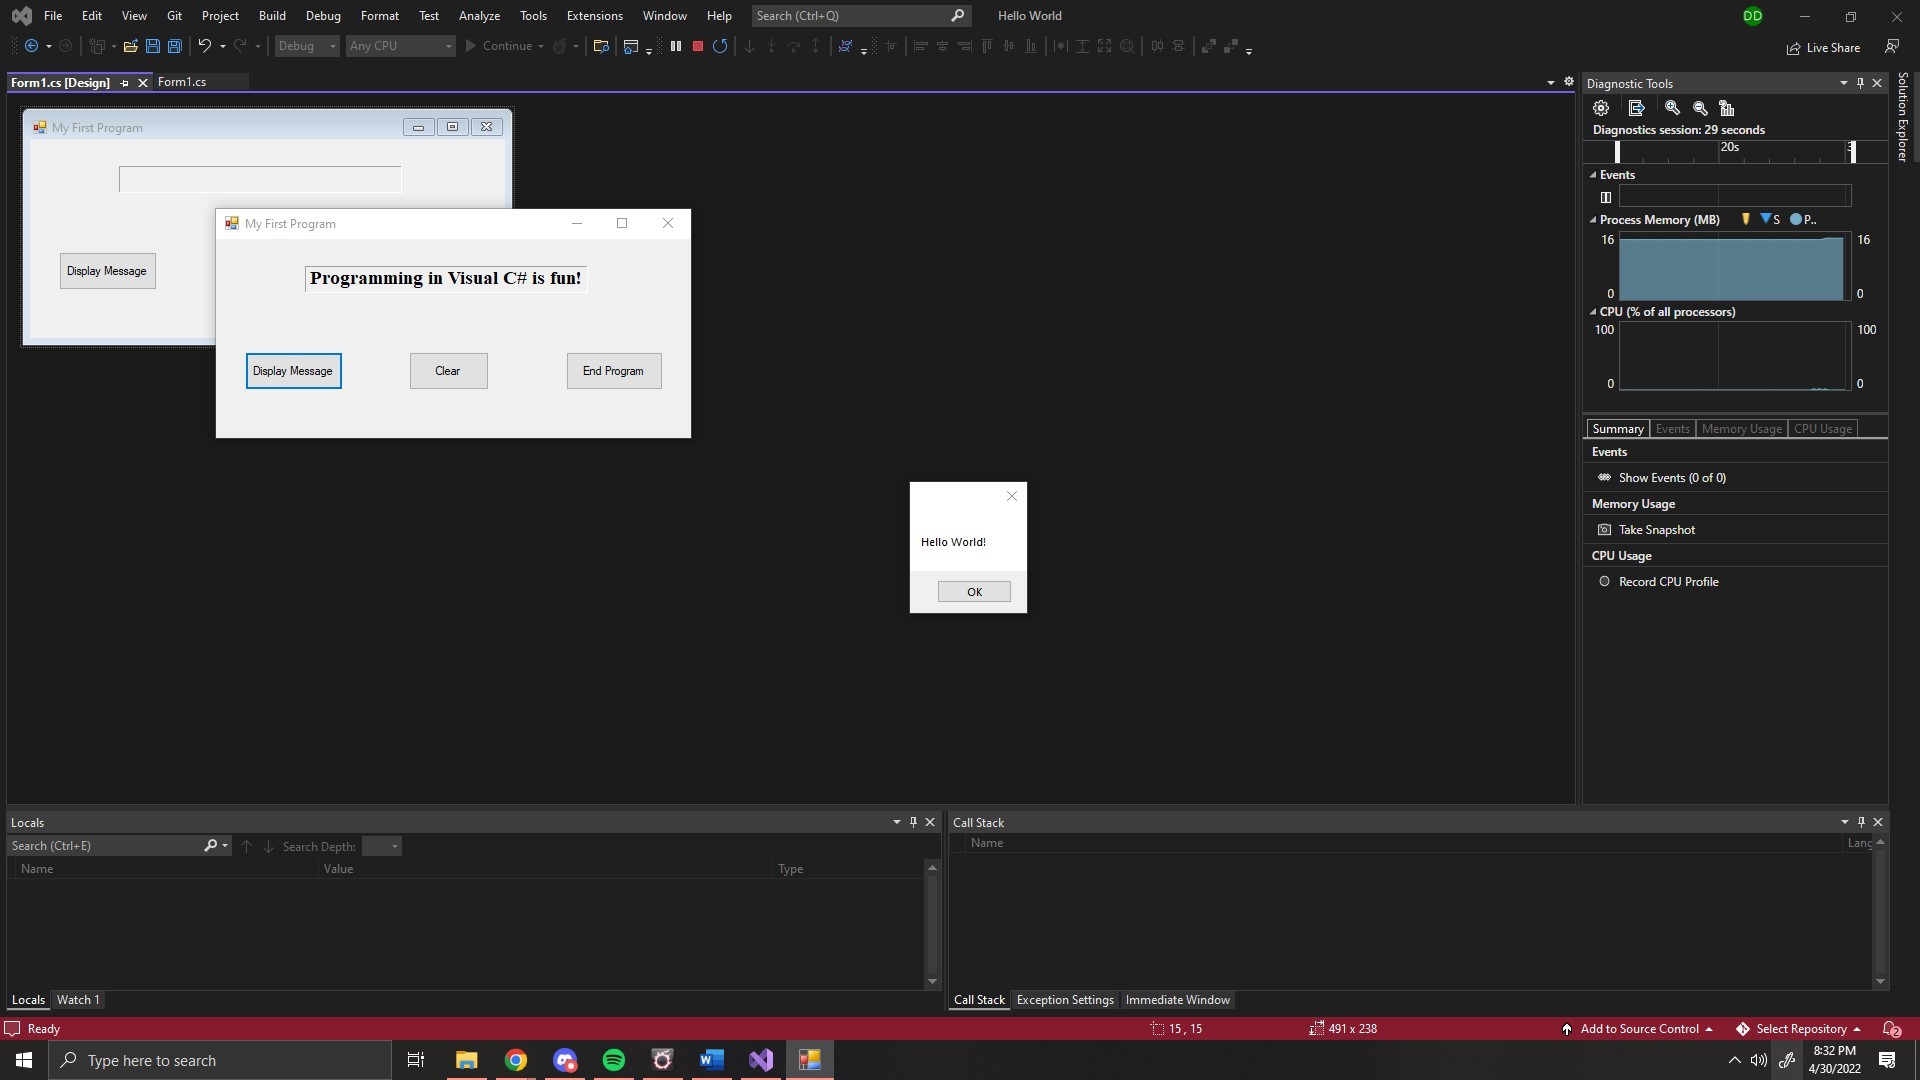 File Edit View Git Project Build Debug Format Test Analyze Tools Extensions Window Help Search (Ctrl+Q) Hello World DD
Debug Any CPU Continue Live Share
Form1.cs [Design] Form1.cs
My First Program
Display Message
My First Program
Programming in Visual C# is fun!
Display Message Clear End Program
Hello World!
OK
Diagnostic Tools
Diagnostics session: 29 seconds
20s
Events
Process Memory (MB) S P..
16 16
0 0
CPU (% of all processors)
100 100
0 0
Summary Events Memory Usage CPU Usage
Events
Show Events (0 of 0)
Memory Usage
Take Snapshot
CPU Usage
Record CPU Profile
Solution Explorer
Locals
Search (Ctrl+E) Search Depth:
Name Value Type
Locals Watch 1
Call Stack
Name Lang
Call Stack Exception Settings Immediate Window
Ready 15 , 15 491 x 238 Add to Source Control Select Repository 2
Type here to search
8:32 PM
4/30/2022